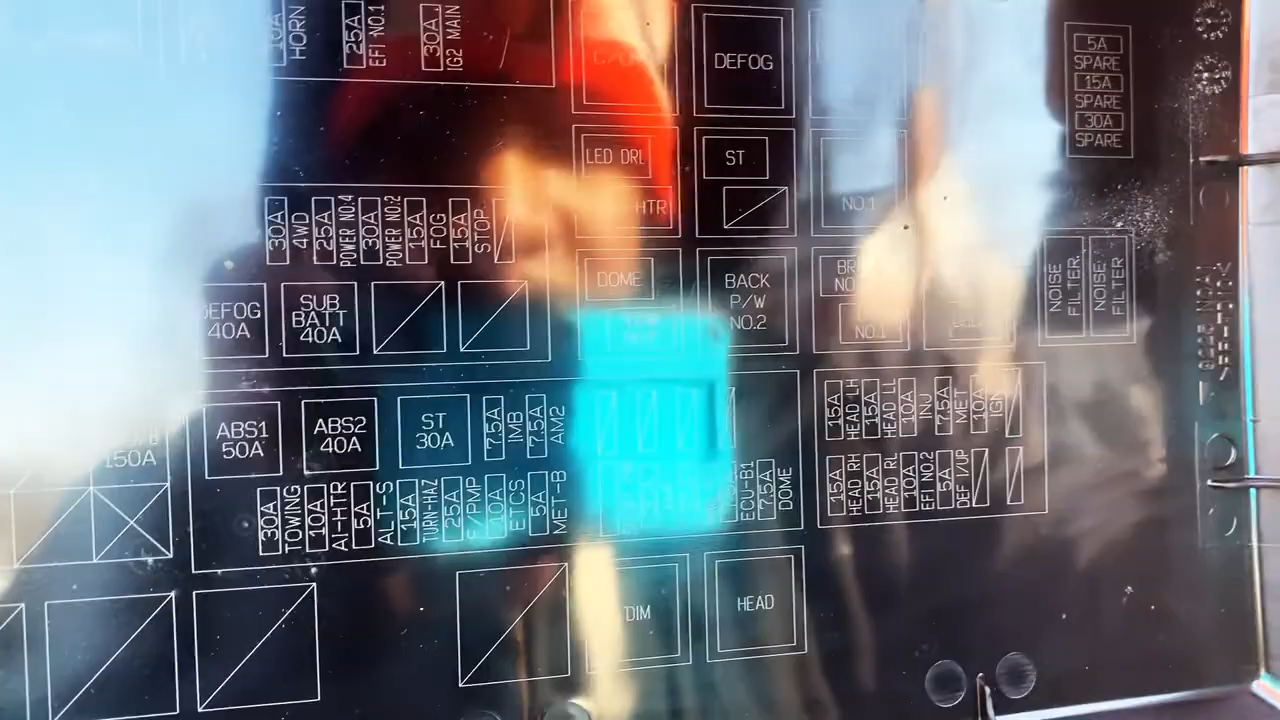 HORN
25A
EFI NO.1
30A
IG2 MAIN
DEFOG
5A
SPARE
15A
SPARE
30A
SPARE
LED DRL
ST
HTR
NO.1
30A
4WD
25A
POWER NO.4
30A
POWER NO.2
15A
FOG
15A
STOP
DOME
BACK
P/W
NO.2
NO.1
NOISE
FILTER
NOISE
FILTER
DEFOG
40A
SUB
BATT
40A
150A
ABS1
50A
ABS2
40A
ST
30A
7.5A
IMB
7.5A
AM2
15A
HEAD LH
15A
HEAD LL
10A
INJ
7.5A
MET
10A
IGN
30A
TOWING
10A
AI-HTR
5A
ALT-S
15A
TURN-HAZ
25A
F/PMP
10A
ETCS
5A
MET-B
ECU-B1
7.5A
DOME
15A
HEAD RH
15A
HEAD RL
10A
EFI NO.2
5A
DEF I/UP
DIM
HEAD